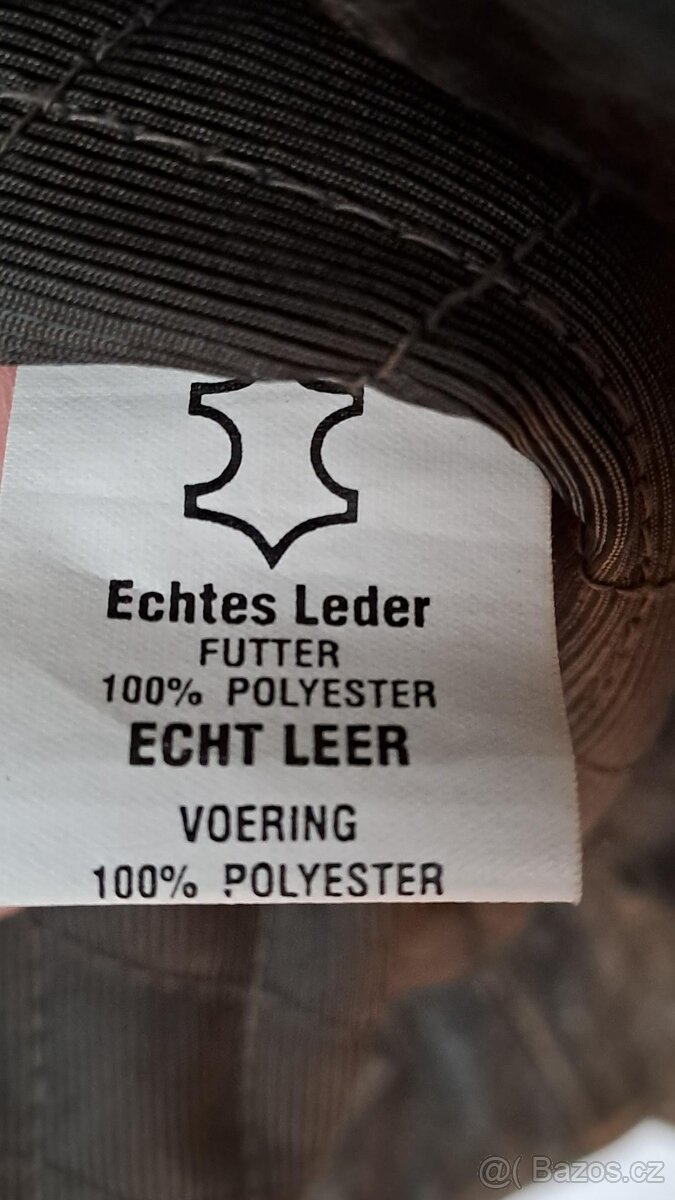 Echtes Leder
FUTTER
100% POLYESTER
ECHT LEER
VOERING
100% POLYESTER
@( Bazos.cz